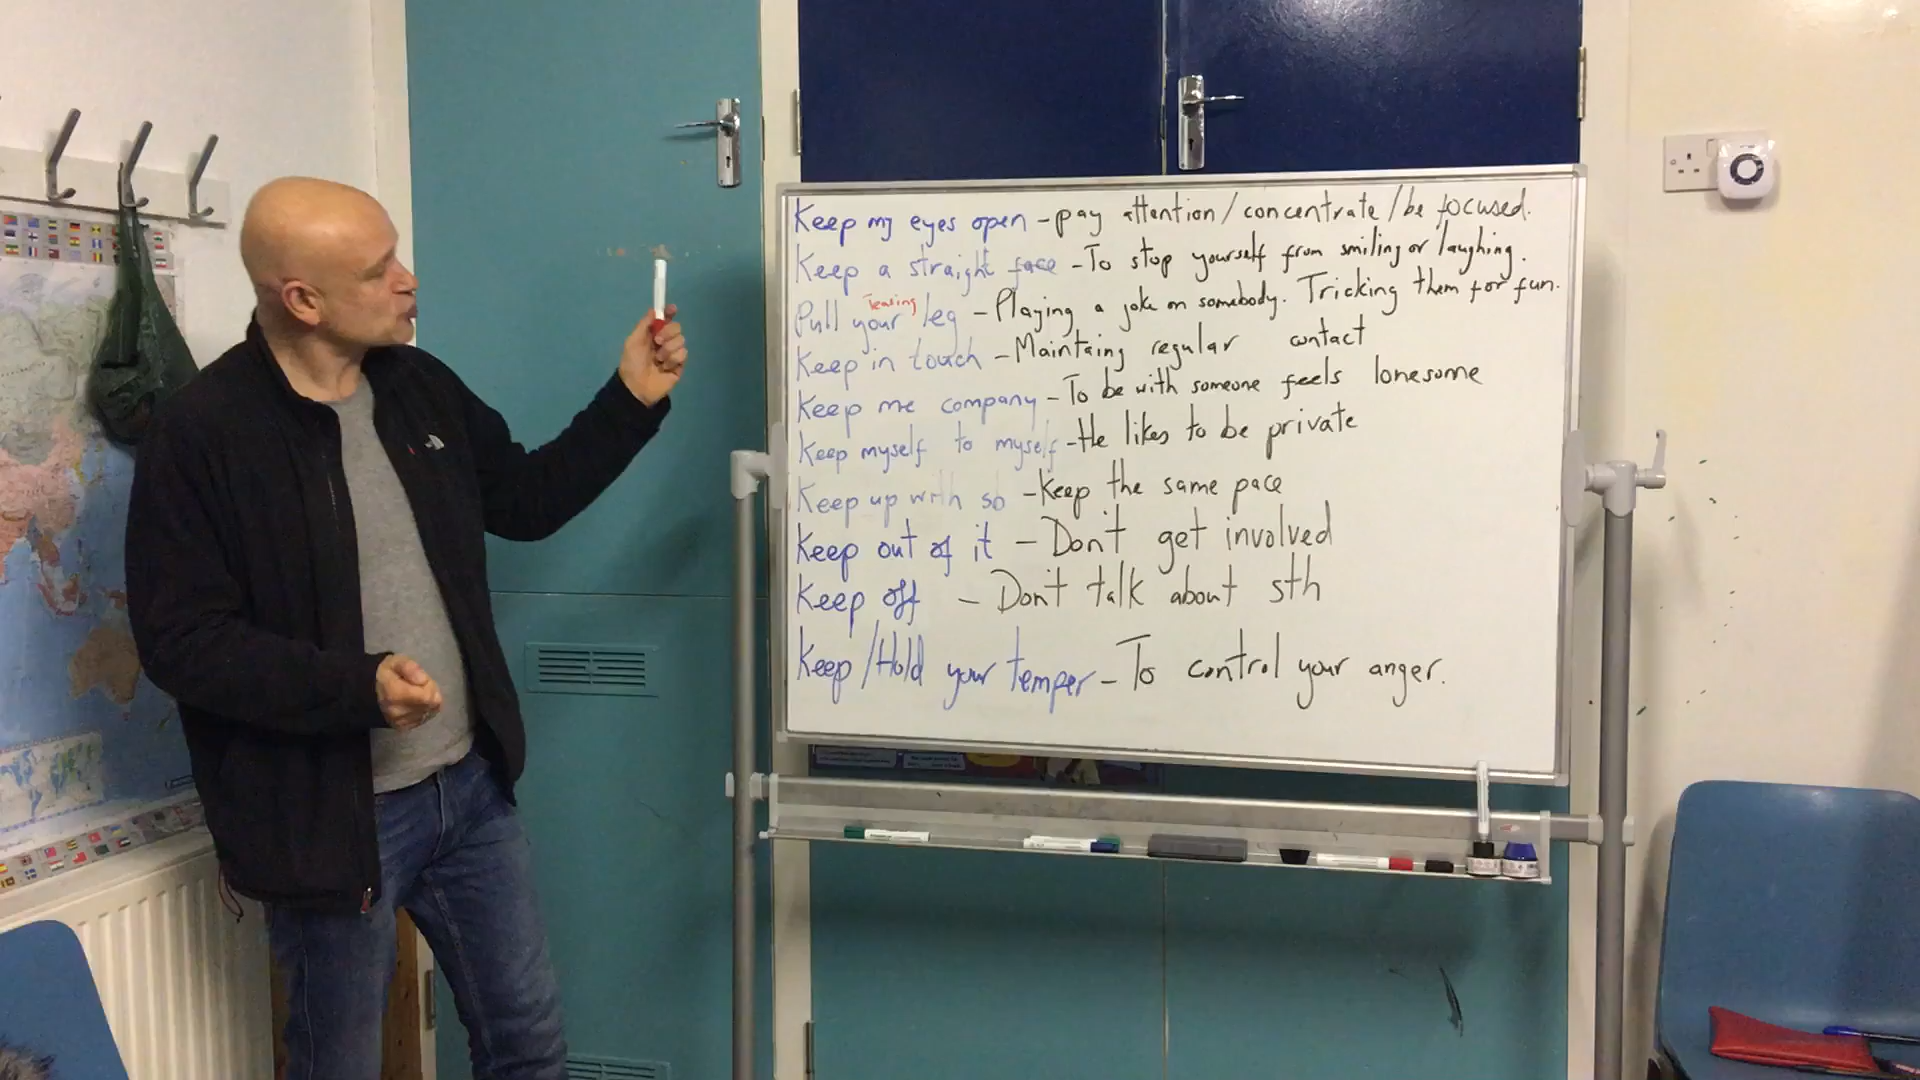 Keep my eyes open - pay attention / concentrate / be focused.
Keep a straight face - To stop yourself from smiling or laughing.
Teasing
Pull your leg - Playing a joke on somebody. Tricking them for fun.
Keep in touch - Maintaing regular contact
Keep me company - To be with someone feels lonesome
Keep myself to myself - He likes to be private
Keep up with sb - Keep the same pace
Keep out of it - Don't get involved
Keep off - Don't talk about sth
Keep / Hold your temper - To control your anger.